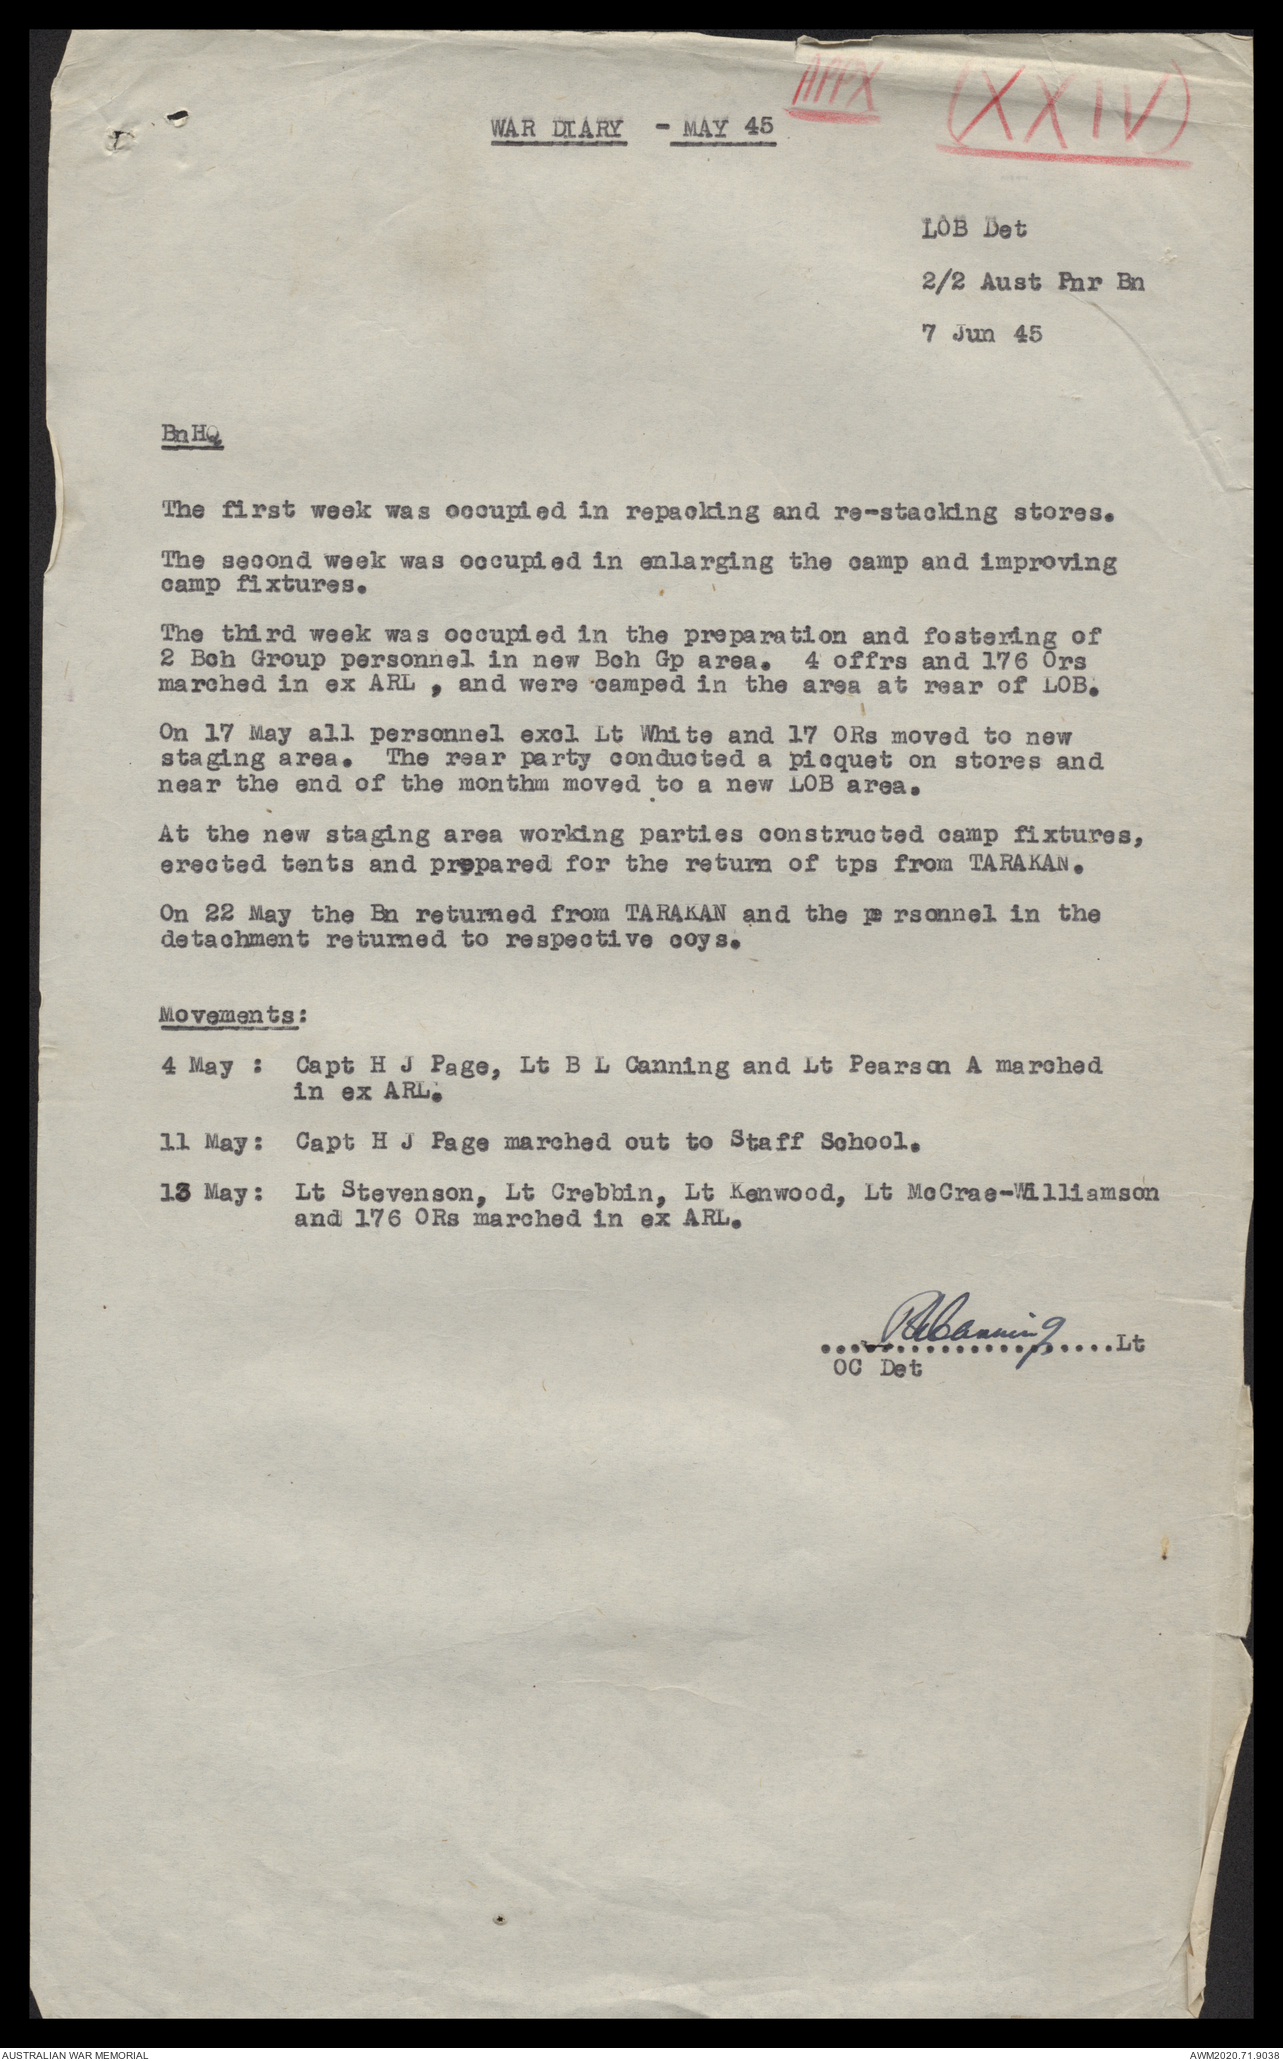 APPX (XXIV)
WAR DIARY - MAY 45
LOB Det
2/2 Aust Pnr Bn
7 Jun 45
BnHQ
The first week was occupied in repacking and re-stacking stores.
The second week was occupied in enlarging the camp and improving
camp fixtures.
The third week was occupied in the preparation and fostering of
2 Bch Group personnel in new Bch Gp area. 4 offrs and 176 Ors
marched in ex ARL , and were camped in the area at rear of LOB.
On 17 May all personnel excl Lt White and 17 ORs moved to new
staging area. The rear party conducted a picquet on stores and
near the end of the monthm moved to a new LOB area.
At the new staging area working parties constructed camp fixtures,
erected tents and prepared for the return of tps from TARAKAN.
On 22 May the Bn returned from TARAKAN and the pe rsonnel in the
detachment returned to respective coys.
Movements:
4 May : Capt H J Page, Lt B L Canning and Lt Pearson A marched
in ex ARL.
11 May: Capt H J Page marched out to Staff School.
13 May: Lt Stevenson, Lt Crebbin, Lt Kenwood, Lt McCrae-Williamson
and 176 ORs marched in ex ARL.
Canning
....................Lt
OC Det
AUSTRALIAN WAR MEMORIAL
AWM2020.71.9038